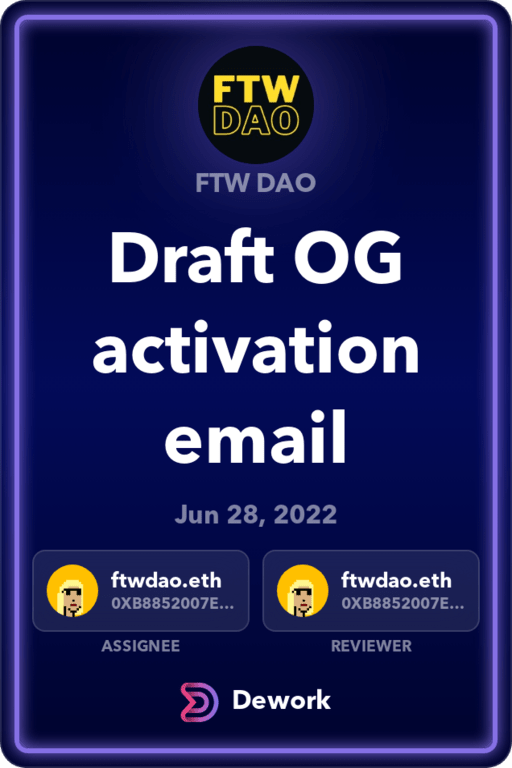 FTW
DAO
FTW DAO
Draft OG
activation
email
Jun 28, 2022
ftwdao.eth
0XB8852007E...
ASSIGNEE
ftwdao.eth
0XB8852007E...
REVIEWER
Dework